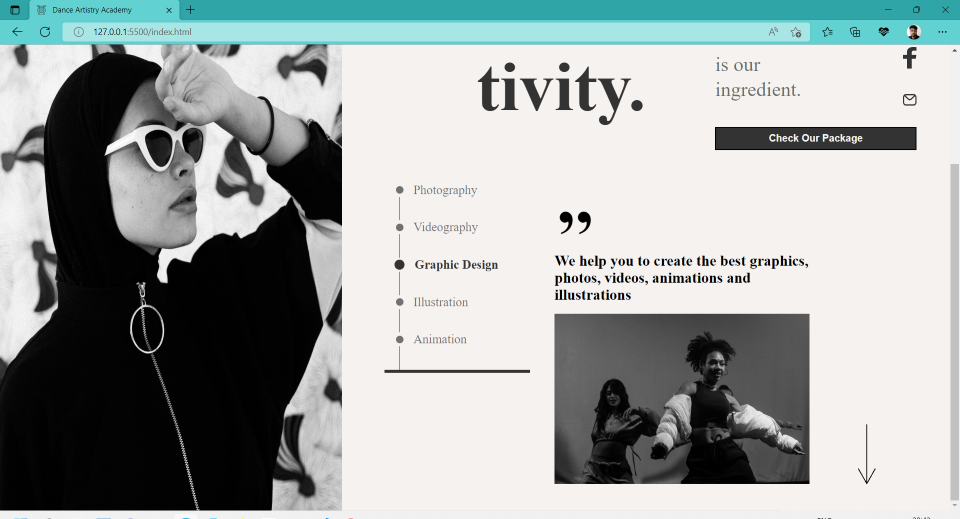 Dance Artistry Academy
127.0.0.1:5500/index.html
tivity.
is our
ingredient.
Check Our Package
Photography
Videography
Graphic Design
Illustration
Animation
”
We help you to create the best graphics,
photos, videos, animations and
illustrations